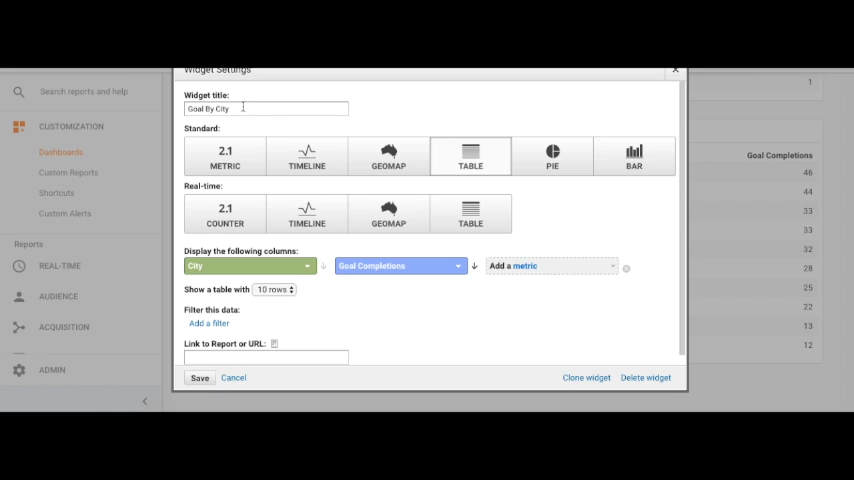 Widget Settings
1
Search reports and help
Widget title:
Goal By City
Standard:
CUSTOMIZATION
2.1
METRIC
TIMELINE
GEOMAP
TABLE
PIE
BAR
Goal Completions
Dashboards
Custom Reports
Shortcuts
Custom Alerts
46
44
33
33
32
28
25
22
13
12
Real-time:
2.1
COUNTER
TIMELINE
GEOMAP
TABLE
Reports
REAL-TIME
AUDIENCE
ACQUISITION
ADMIN
Display the following columns:
City
Goal Completions
Add a metric
Show a table with 10 rows
Filter this data:
Add a filter
Link to Report or URL:
Save Cancel
Clone widget Delete widget